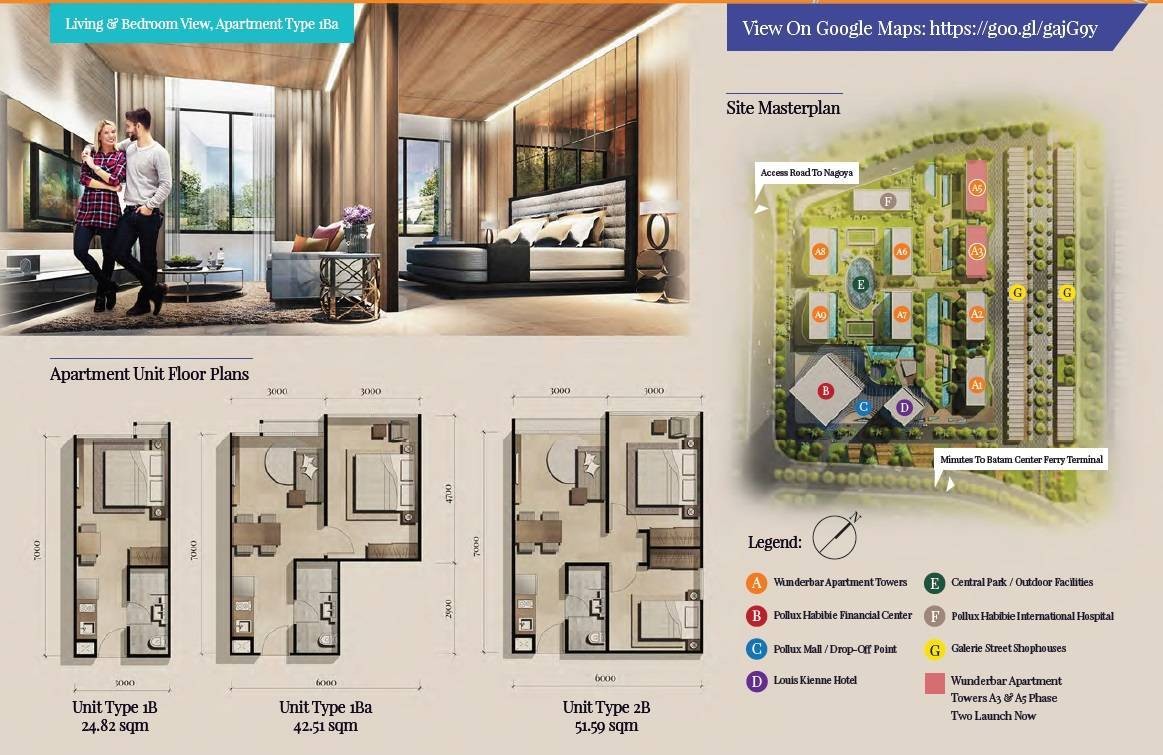 Living & Bedroom View, Apartment Type 1Ba
View On Google Maps: https://goo.gl/gajG9y
Site Masterplan
Access Road To Nagoya
F
A5
A8
A6
A3
E
G
G
A9
A7
A2
A1
B
C
D
Minutes To Batam Center Ferry Terminal
Apartment Unit Floor Plans
3000
3000
3000
3000
7000
7000
4700
2900
7000
3000
6000
6000
Unit Type 1B
24.82 sqm
Unit Type 1Ba
42.51 sqm
Unit Type 2B
51.59 sqm
Legend:
N
A Wunderbar Apartment Towers
B Pollux Habibie Financial Center
C Pollux Mall / Drop-Off Point
D Louis Kienne Hotel
E Central Park / Outdoor Facilities
F Pollux Habibie International Hospital
G Galerie Street Shophouses
Wunderbar Apartment
Towers A3 & A5 Phase
Two Launch Now